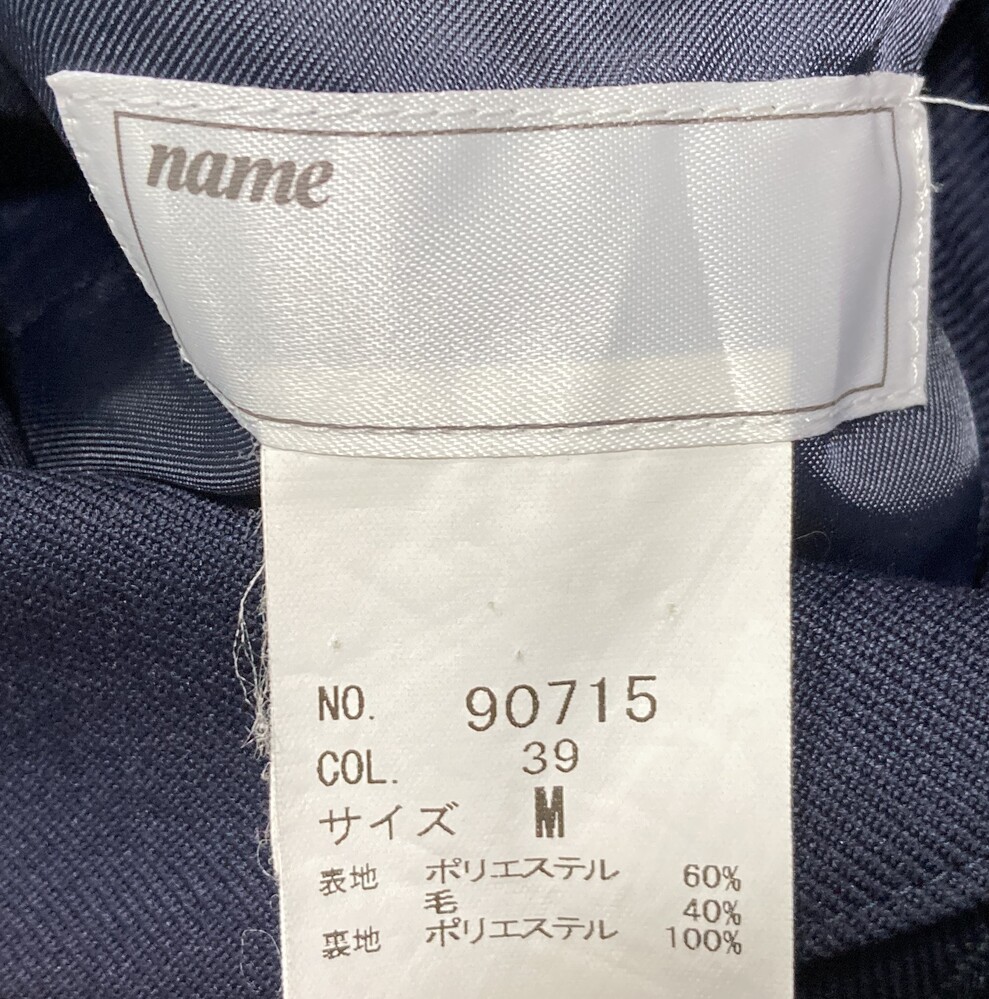 name
NO. 90715
COL. 39
サイズ M
表地 ポリエステル 60%
毛 40%
裏地 ポリエステル 100%